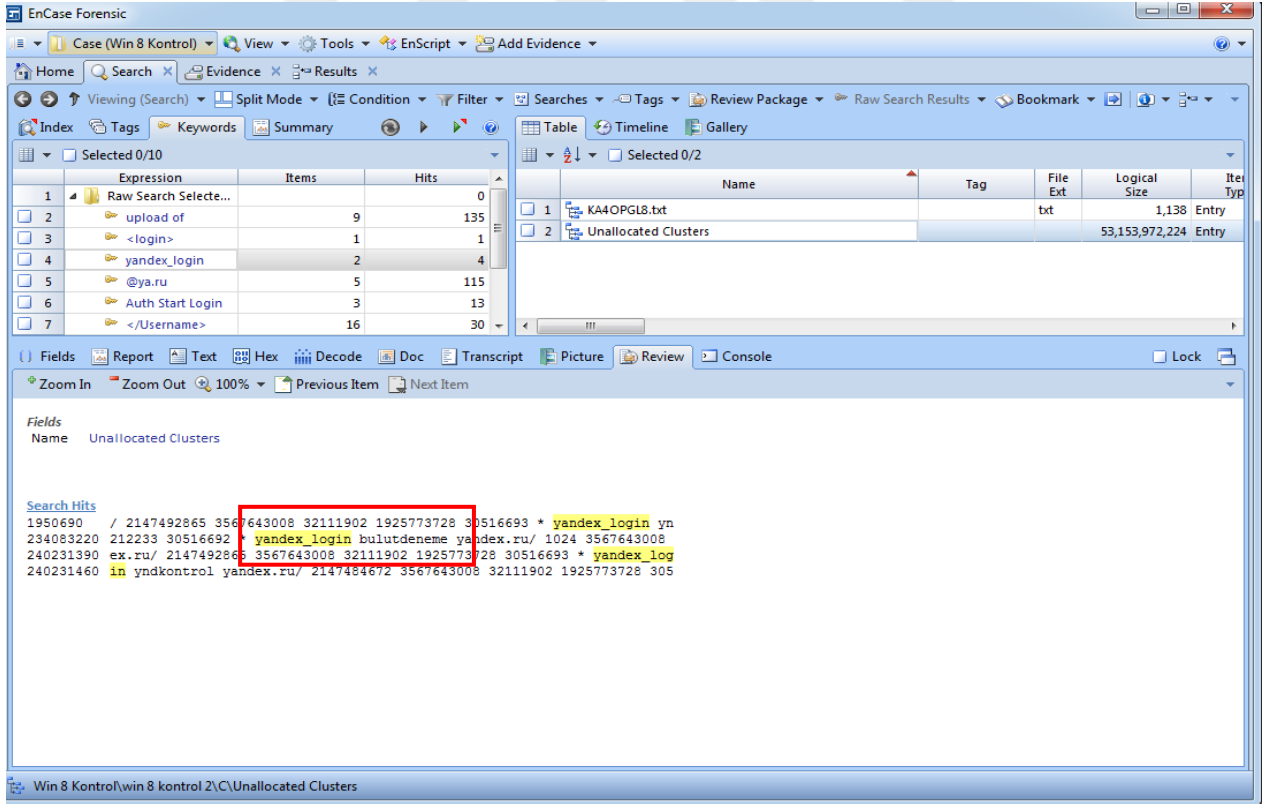 EnCase Forensic
Case (Win 8 Kontrol) View Tools EnScript Add Evidence
Home Search Evidence Results
Viewing (Search) Split Mode Condition Filter Searches Tags Review Package Raw Search Results Bookmark
Index Tags Keywords Summary
Table Timeline Gallery
Selected 0/10
Selected 0/2
Expression Items Hits
1 Raw Search Selecte... 0
2 upload of 9 135
3 <login> 1 1
4 yandex_login 2 4
5 @ya.ru 5 115
6 Auth Start Login 3 13
7 </Username> 16 30
Name Tag File Ext Logical Size
1 KA4OPGL8.txt txt 1,138 Entry
2 Unallocated Clusters 53,153,972,224 Entry
Fields Report Text Hex Decode Doc Transcript Picture Review Console Lock
Zoom In Zoom Out 100% Previous Item Next Item
Fields
Name Unallocated Clusters
Search Hits
1950690 / 2147492865 3567643008 32111902 1925773728 30516693 * yandex_login yn
234083220 212233 30516692 * yandex_login bulutdeneme yandex.ru/ 1024 3567643008
240231390 ex.ru/ 2147492865 3567643008 32111902 1925773728 30516693 * yandex_log
240231460 in yndkontrol yandex.ru/ 2147484672 3567643008 32111902 1925773728 305
Win 8 Kontrol\win 8 kontrol 2\C\Unallocated Clusters